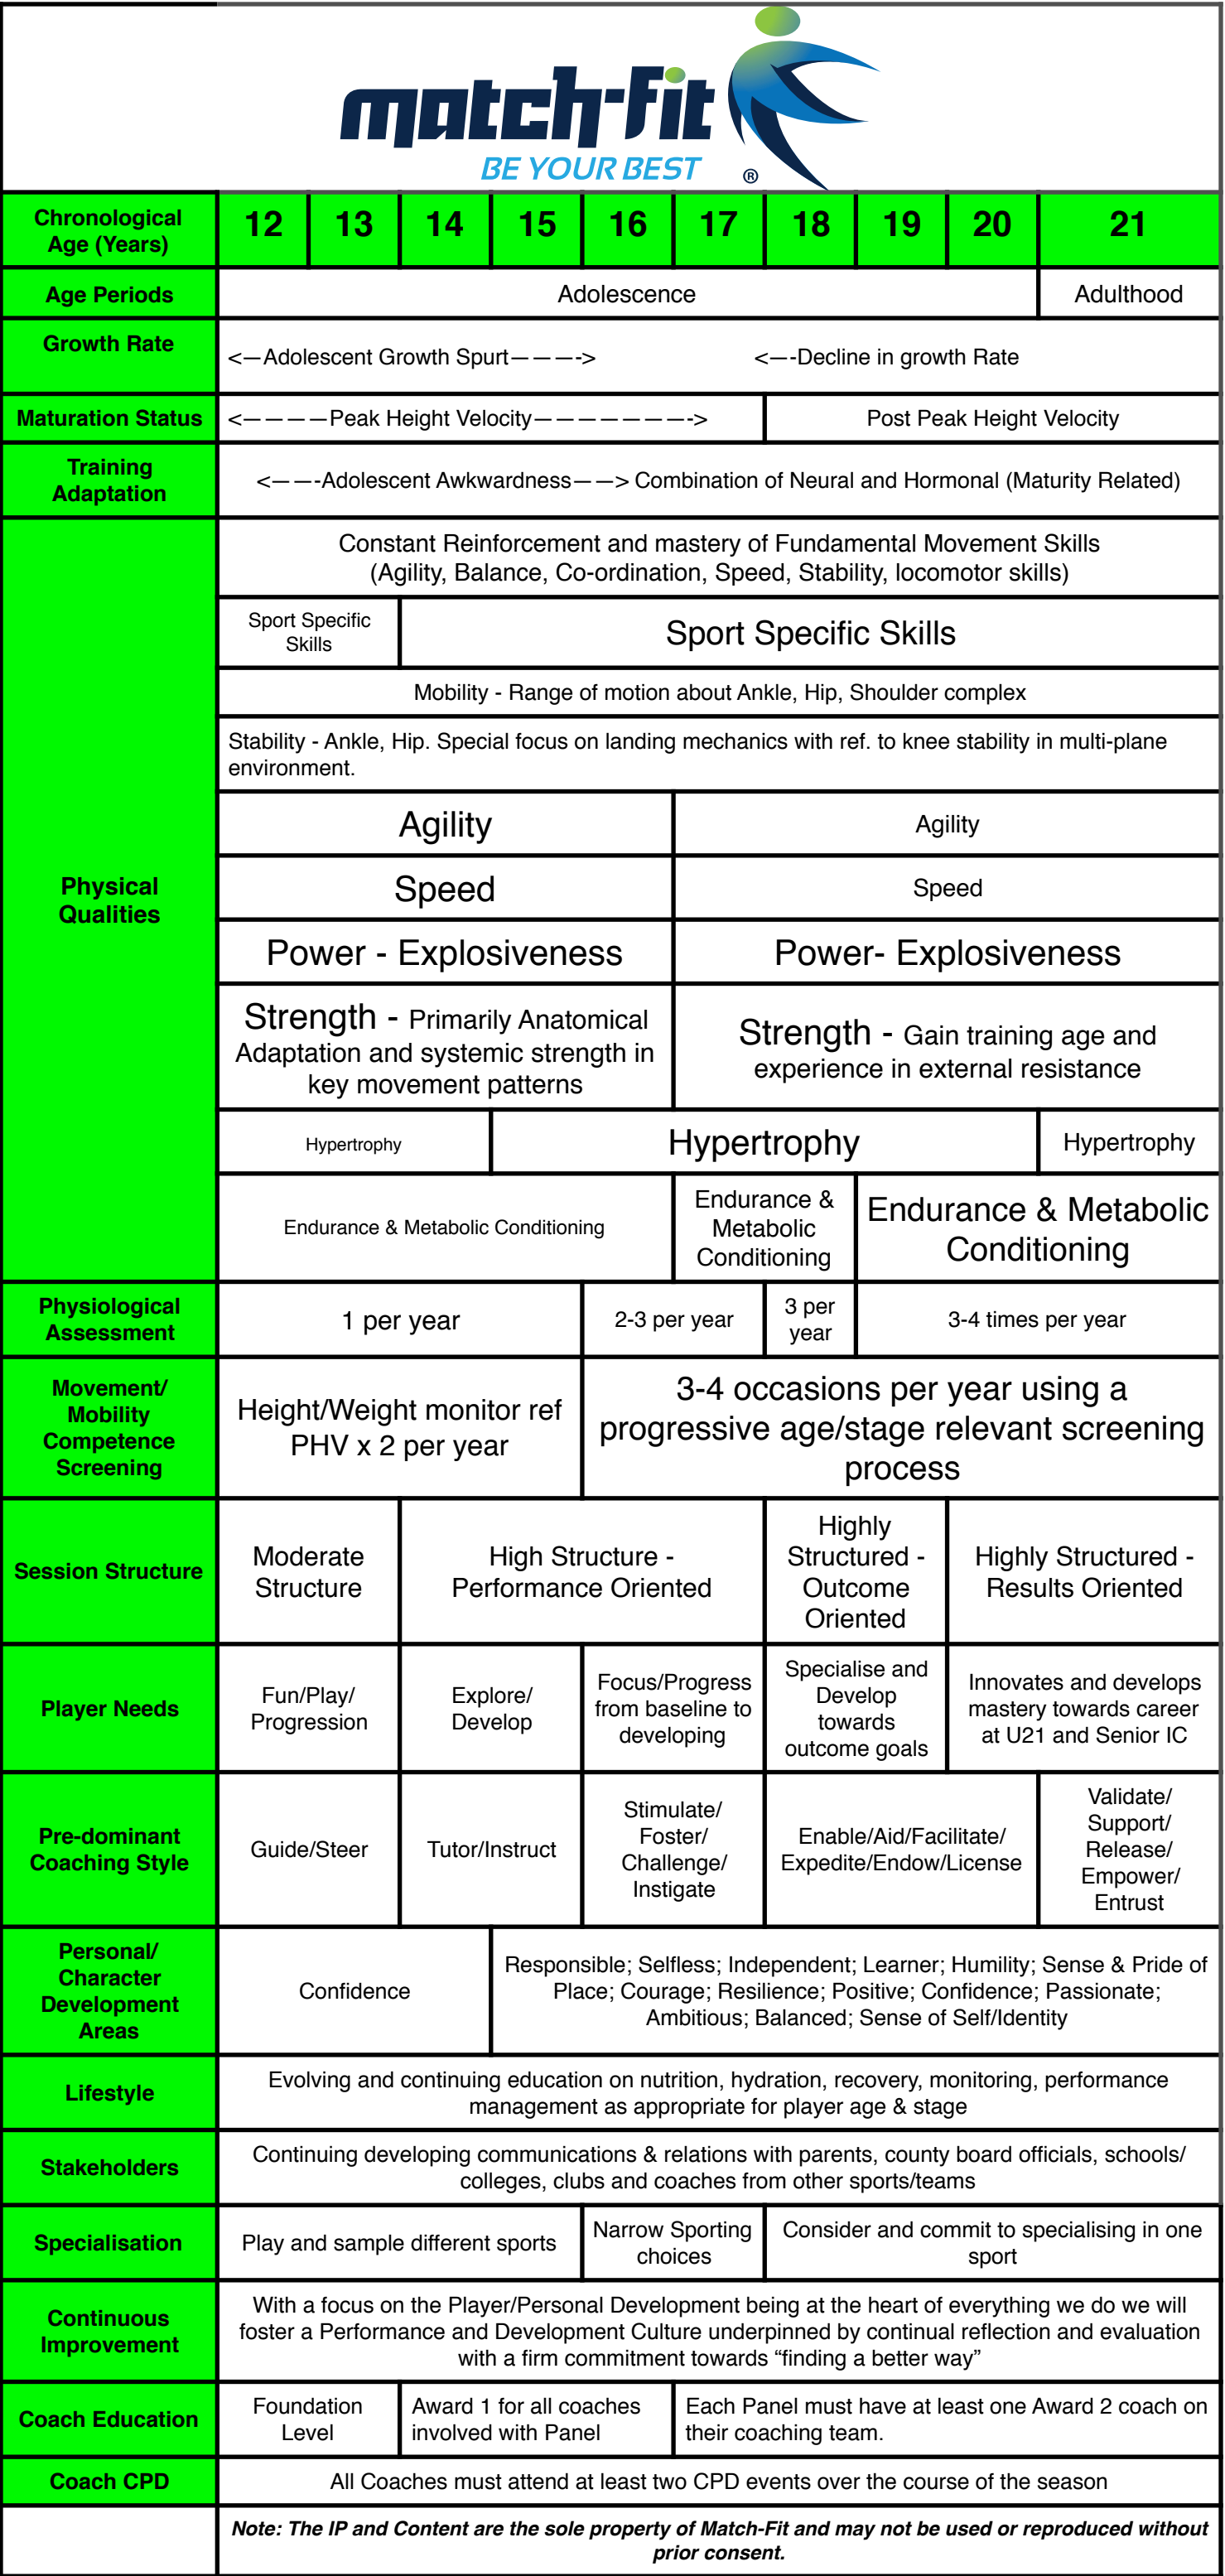 match-fit
BE YOUR BEST ®
Chronological
Age (Years)
12 13 14 15 16 17 18 19 20 21
Age Periods
Adolescence
Adulthood
Growth Rate
<—Adolescent Growth Spurt———-> <—-Decline in growth Rate
Maturation Status
<————Peak Height Velocity———————->
Post Peak Height Velocity
Training
Adaptation
<——-Adolescent Awkwardness——> Combination of Neural and Hormonal (Maturity Related)
Physical
Qualities
Constant Reinforcement and mastery of Fundamental Movement Skills
(Agility, Balance, Co-ordination, Speed, Stability, locomotor skills)
Sport Specific
Skills
Sport Specific Skills
Mobility - Range of motion about Ankle, Hip, Shoulder complex
Stability - Ankle, Hip. Special focus on landing mechanics with ref. to knee stability in multi-plane
environment.
Agility
Agility
Speed
Speed
Power - Explosiveness
Power- Explosiveness
Strength - Primarily Anatomical
Adaptation and systemic strength in
key movement patterns
Strength - Gain training age and
experience in external resistance
Hypertrophy
Hypertrophy
Hypertrophy
Endurance & Metabolic Conditioning
Endurance &
Metabolic
Conditioning
Endurance & Metabolic
Conditioning
Physiological
Assessment
1 per year
2-3 per year
3 per
year
3-4 times per year
Movement/
Mobility
Competence
Screening
Height/Weight monitor ref
PHV x 2 per year
3-4 occasions per year using a
progressive age/stage relevant screening
process
Session Structure
Moderate
Structure
High Structure -
Performance Oriented
Highly
Structured -
Outcome
Oriented
Highly Structured -
Results Oriented
Player Needs
Fun/Play/
Progression
Explore/
Develop
Focus/Progress
from baseline to
developing
Specialise and
Develop
towards
outcome goals
Innovates and develops
mastery towards career
at U21 and Senior IC
Pre-dominant
Coaching Style
Guide/Steer
Tutor/Instruct
Stimulate/
Foster/
Challenge/
Instigate
Enable/Aid/Facilitate/
Expedite/Endow/License
Validate/
Support/
Release/
Empower/
Entrust
Personal/
Character
Development
Areas
Confidence
Responsible; Selfless; Independent; Learner; Humility; Sense & Pride of
Place; Courage; Resilience; Positive; Confidence; Passionate;
Ambitious; Balanced; Sense of Self/Identity
Lifestyle
Evolving and continuing education on nutrition, hydration, recovery, monitoring, performance
management as appropriate for player age & stage
Stakeholders
Continuing developing communications & relations with parents, county board officials, schools/
colleges, clubs and coaches from other sports/teams
Specialisation
Play and sample different sports
Narrow Sporting
choices
Consider and commit to specialising in one
sport
Continuous
Improvement
With a focus on the Player/Personal Development being at the heart of everything we do we will
foster a Performance and Development Culture underpinned by continual reflection and evaluation
with a firm commitment towards “finding a better way”
Coach Education
Foundation
Level
Award 1 for all coaches
involved with Panel
Each Panel must have at least one Award 2 coach on
their coaching team.
Coach CPD
All Coaches must attend at least two CPD events over the course of the season
Note: The IP and Content are the sole property of Match-Fit and may not be used or reproduced without
prior consent.